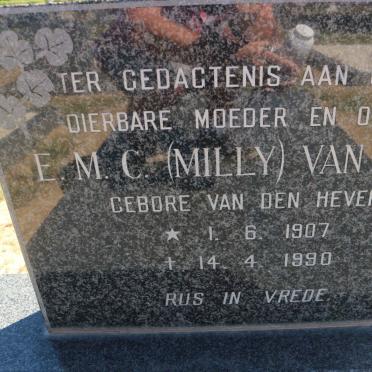 TER GEDAGTENIS AAN
DIERBARE MOEDER EN
E. M. C. (MILLY) VAN
GEBORE VAN DEN HEVE
★ 1. 6. 1907
+ 14. 4. 1990
RUS IN VREDE.